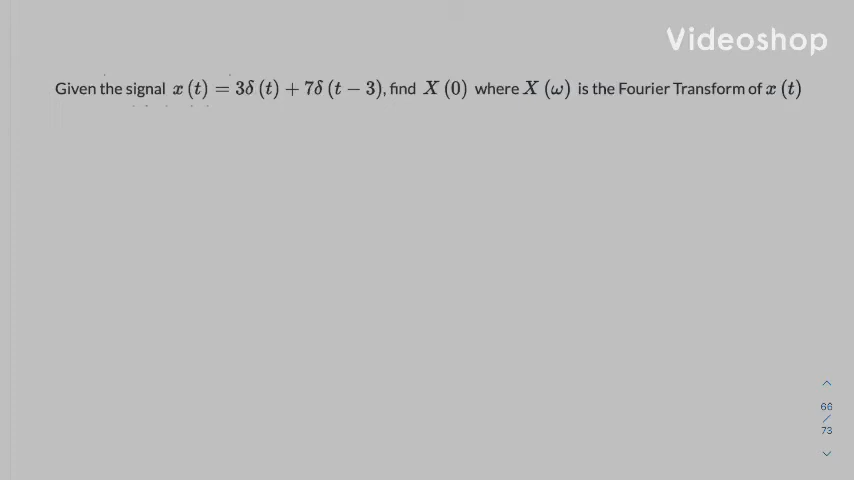 Videoshop
Given the signal x (t) = 3δ (t) + 7δ (t − 3), find X (0) where X (ω) is the Fourier Transform of x (t)
66
/
73